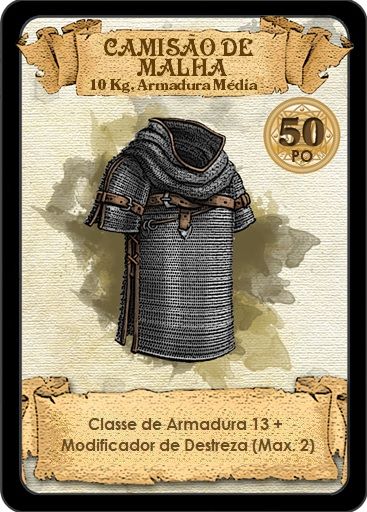 CAMISÃO DE
MALHA
10 Kg. Armadura Média
50
PO
Classe de Armadura 13 +
Modificador de Destreza (Max. 2)